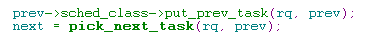 prev->sched_class->put_prev_task(rq, prev);
next = pick_next_task(rq, prev);